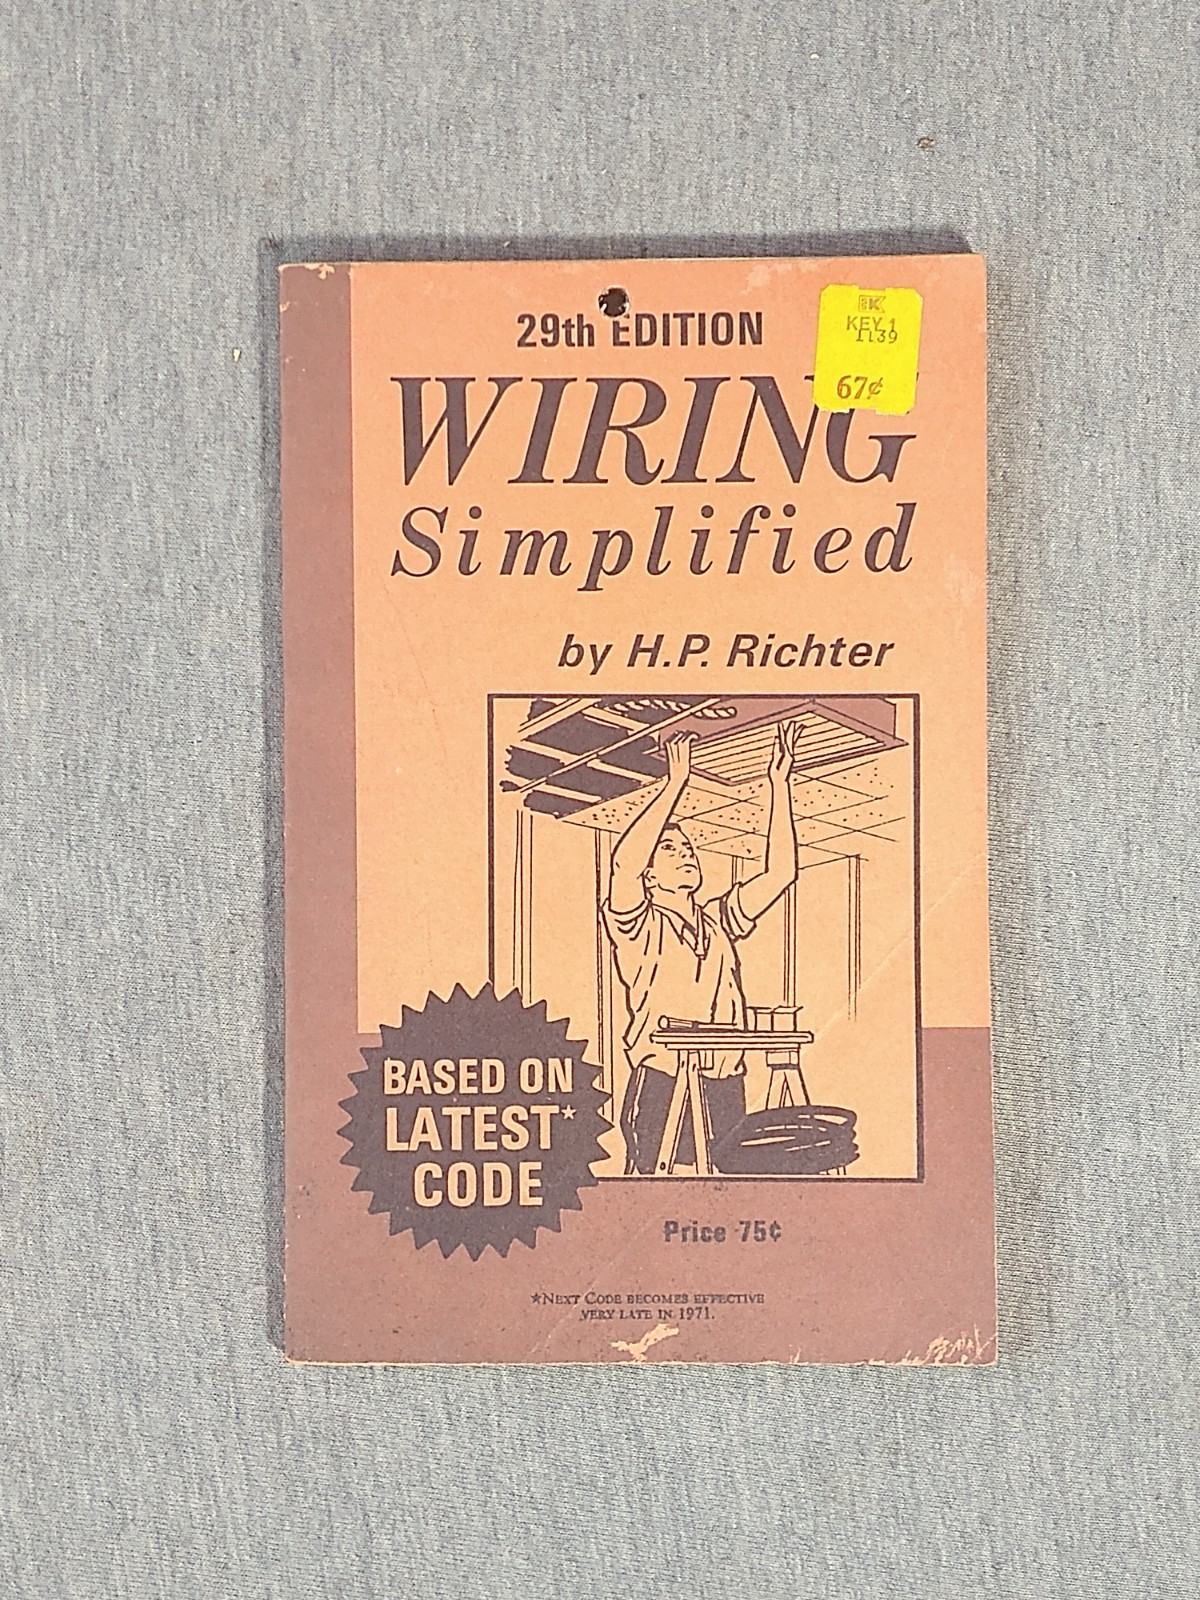 29th EDITION
K
KEY 1
1139
67¢
WIRING
Simplified
by H.P. Richter
BASED ON
LATEST*
CODE
Price 75¢
*NEXT CODE BECOMES EFFECTIVE
VERY LATE IN 1971.